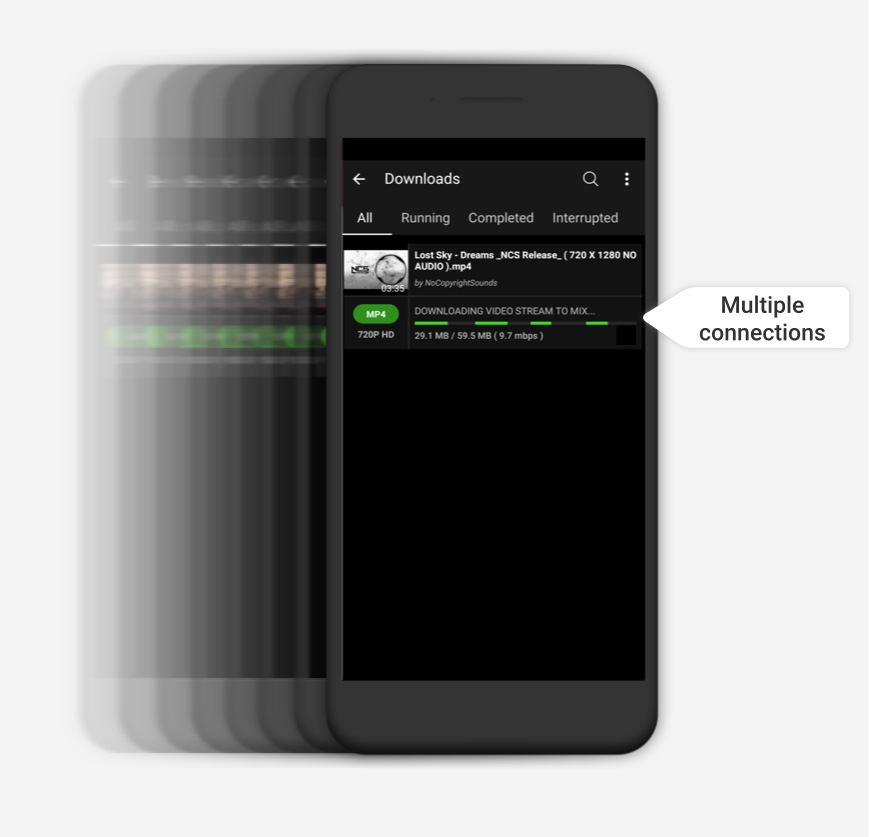 Downloads
All Running Completed Interrupted
Lost Sky - Dreams _NCS Release_ ( 720 X 1280 NO
AUDIO ).mp4
NCS
03:35
by NoCopyrightSounds
MP4
DOWNLOADING VIDEO STREAM TO MIX...
720P HD
29.1 MB / 59.5 MB ( 9.7 mbps )
Multiple
connections